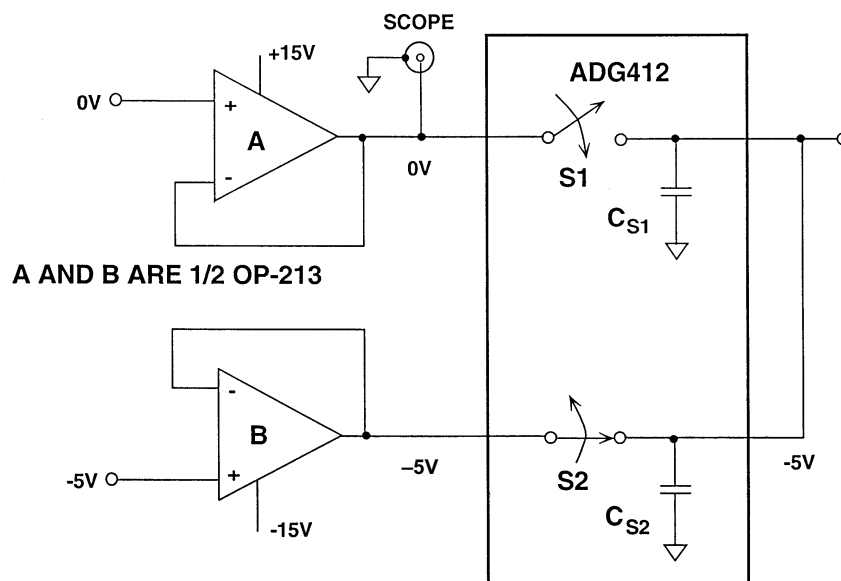 SCOPE
+15V
ADG412
0V
+
A
-
0V
S1
CS1
A AND B ARE 1/2 OP-213
-
B
+
–5V
-5V
-5V
S2
-15V
CS2